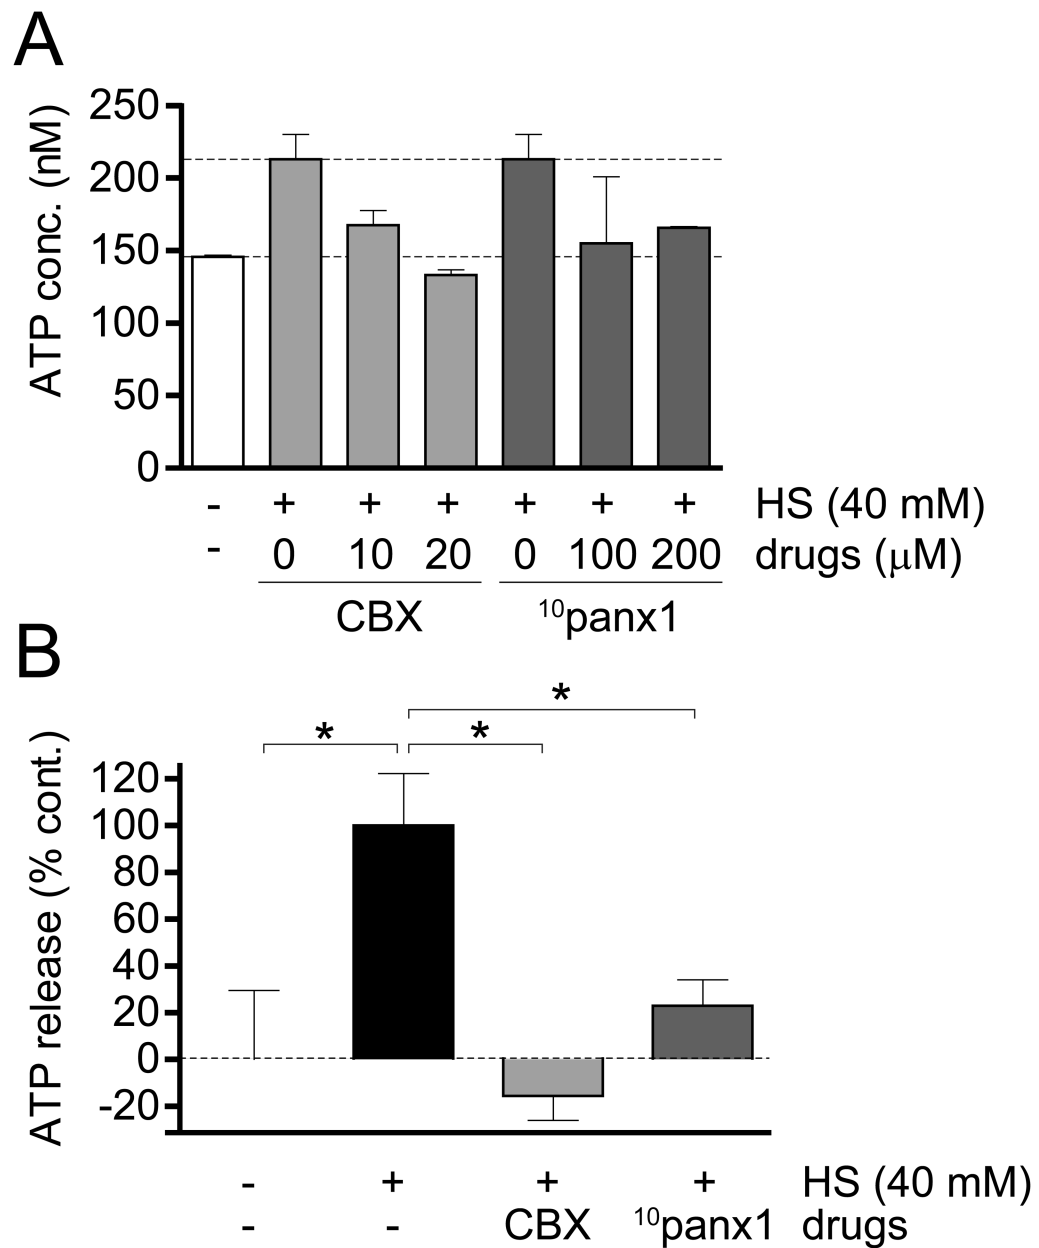 A
ATP conc. (nM)
250
200
150
100
50
0
- + + + + + + HS (40 mM)
- 0 10 20 0 100 200 drugs (μM)
CBX ¹⁰panx1
B
* 
* *
ATP release (% cont.)
120
100
80
60
40
20
0
-20
- + + + HS (40 mM)
- - CBX ¹⁰panx1 drugs